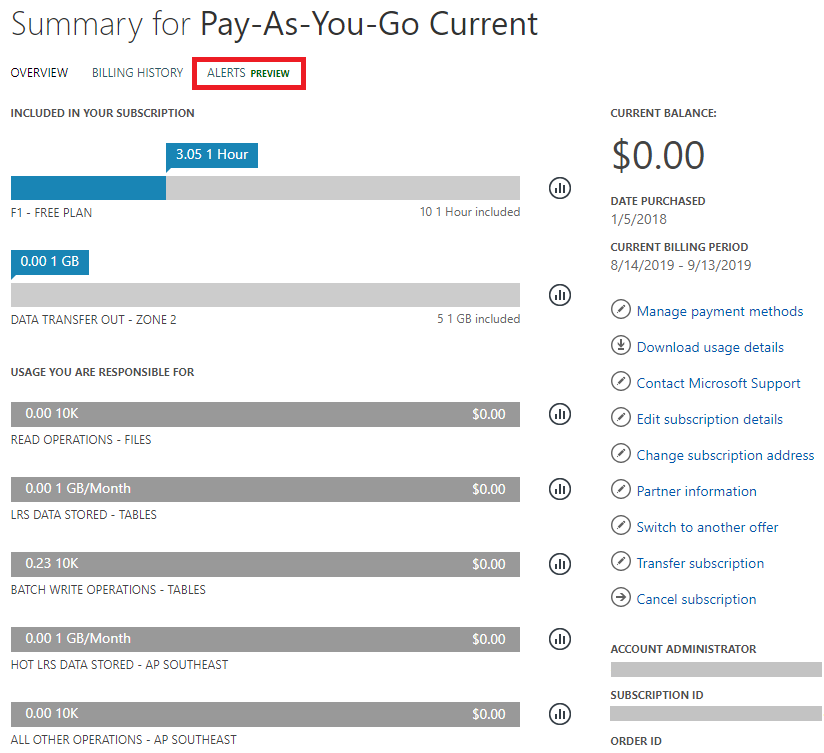 Summary for Pay-As-You-Go Current
OVERVIEW BILLING HISTORY ALERTS PREVIEW
INCLUDED IN YOUR SUBSCRIPTION
3.05 1 Hour
F1 - FREE PLAN 10 1 Hour included
0.00 1 GB
DATA TRANSFER OUT - ZONE 2 5 1 GB included
USAGE YOU ARE RESPONSIBLE FOR
0.00 10K $0.00
READ OPERATIONS - FILES
0.00 1 GB/Month $0.00
LRS DATA STORED - TABLES
0.23 10K $0.00
BATCH WRITE OPERATIONS - TABLES
0.00 1 GB/Month $0.00
HOT LRS DATA STORED - AP SOUTHEAST
0.00 10K $0.00
ALL OTHER OPERATIONS - AP SOUTHEAST
CURRENT BALANCE:
$0.00
DATE PURCHASED
1/5/2018
CURRENT BILLING PERIOD
8/14/2019 - 9/13/2019
Manage payment methods
Download usage details
Contact Microsoft Support
Edit subscription details
Change subscription address
Partner information
Switch to another offer
Transfer subscription
Cancel subscription
ACCOUNT ADMINISTRATOR
SUBSCRIPTION ID
ORDER ID